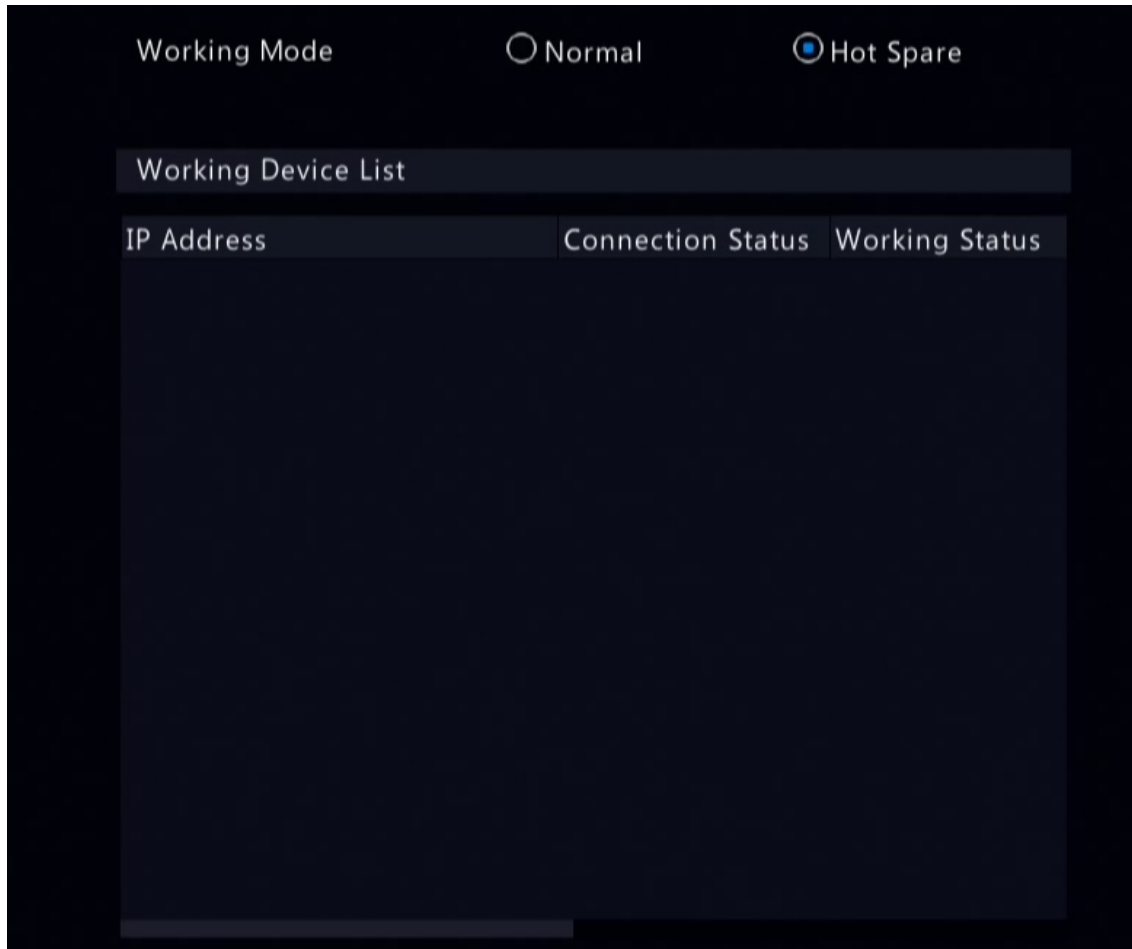 Working Mode Normal Hot Spare
Working Device List
IP Address Connection Status Working Status